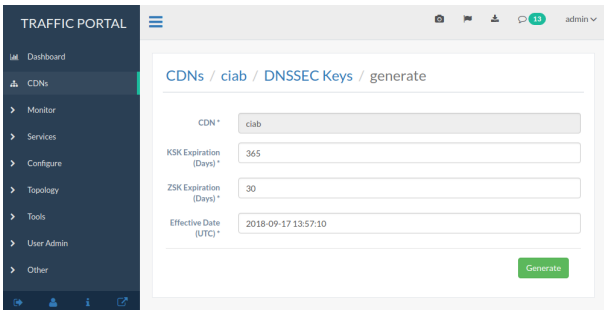 TRAFFIC PORTAL
13
admin
Dashboard
CDNs
Monitor
Services
Configure
Topology
Tools
User Admin
Other
CDNs / ciab / DNSSEC Keys / generate
CDN *
ciab
KSK Expiration
(Days) *
365
ZSK Expiration
(Days) *
30
Effective Date
(UTC) *
2018-09-17 13:57:10
Generate